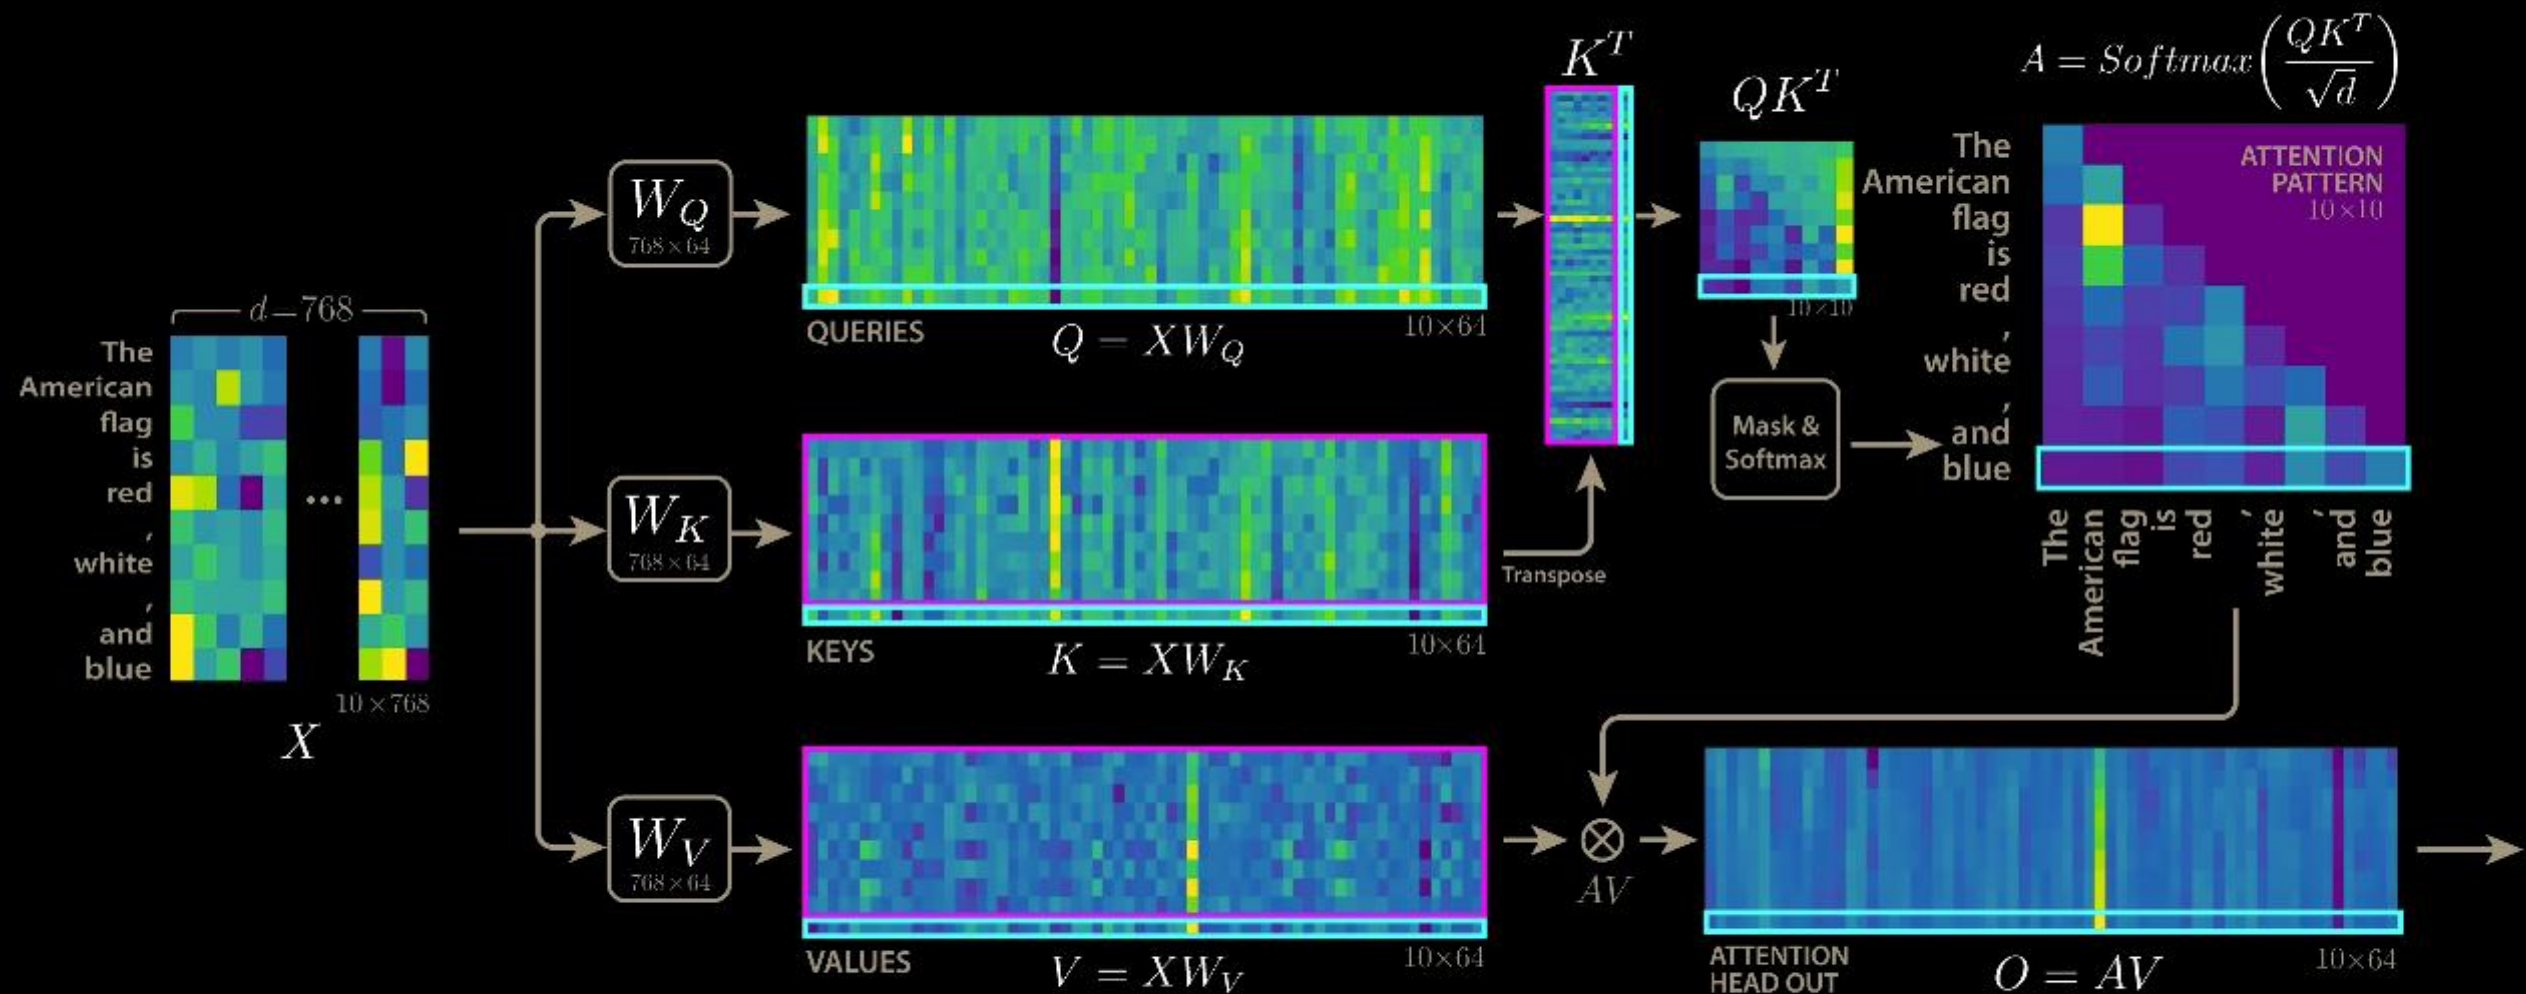 d=768
The
American
flag
is
red
,
white
,
and
blue
...
10×768
X
W_Q
768×64
QUERIES
Q = XW_Q
10×64
W_K
768×64
KEYS
K = XW_K
10×64
Transpose
W_V
768×64
VALUES
V = XW_V
10×64
K^T
QK^T
10×10
Mask &
Softmax
A = Softmax(QK^T/√d)
ATTENTION
PATTERN
10×10
The
American
flag
is
red
,
white
,
and
blue
The
American
flag
is
red
,
white
,
and
blue
AV
ATTENTION
HEAD OUT
O = AV
10×64